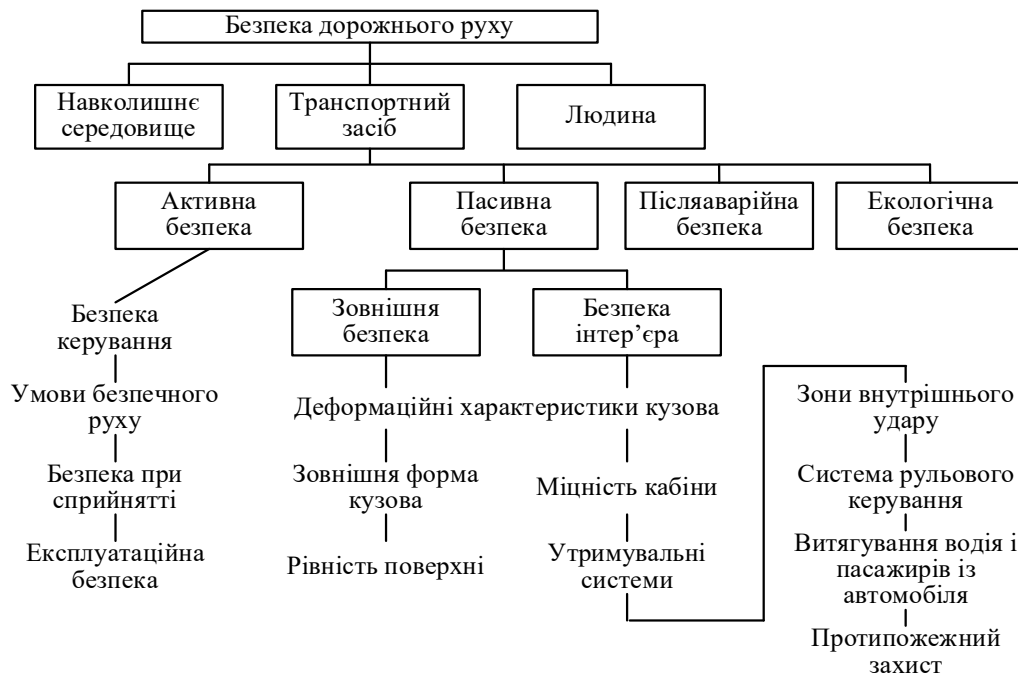 Безпека дорожнього руху
Навколишнє
середовище
Транспортний
засіб
Людина
Активна
безпека
Пасивна
безпека
Післяаварійна
безпека
Екологічна
безпека
Безпека
керування
Умови безпечного
руху
Безпека при
сприйнятті
Експлуатаційна
безпека
Зовнішня
безпека
Безпека
інтер’єра
Деформаційні характеристики кузова
Зовнішня форма
кузова
Рівність поверхні
Міцність кабіни
Утримувальні
системи
Зони внутрішнього
удару
Система рульового
керування
Витягування водія і
пасажирів із
автомобіля
Протипожежний
захист